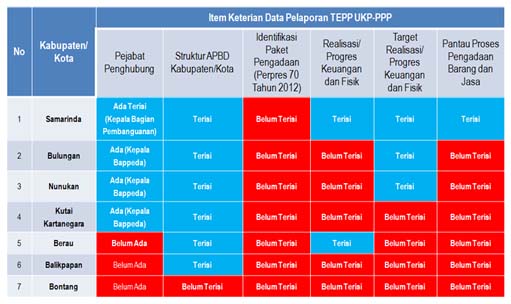 Item Keterian Data Pelaporan TEPP UKP-PPP
No
Kabupaten/
Kota
Pejabat
Penghubung
Struktur APBD
Kabupaten/Kota
Identifikasi
Paket
Pengadaan
(Perpres 70
Tahun 2012)
Realisasi/
Progres
Keuangan
dan Fisik
Target
Realisasi/
Progres
Keuangan
dan Fisik
Pantau Proses
Pengadaan
Barang dan
Jasa
1
Samarinda
Ada Terisi
(Kepala Bagian
Pembanguanan)
Terisi
Belum Terisi
Terisi
Terisi
Terisi
2
Bulungan
Ada (Kepala
Bappeda)
Terisi
Belum Terisi
Belum Terisi
Terisi
Belum Terisi
3
Nunukan
Ada (Kepala
Bappeda)
Terisi
Belum Terisi
Belum Terisi
Terisi
Belum Terisi
4
Kutai
Kartanegara
Ada (Kepala
Bappeda)
Terisi
Belum Terisi
Belum Terisi
Belum Terisi
Belum Terisi
5
Berau
Belum Ada
Terisi
Belum Terisi
Terisi
Belum Terisi
Belum Terisi
6
Balikpapan
Belum Ada
Terisi
Belum Terisi
Belum Terisi
Belum Terisi
Belum Terisi
7
Bontang
Belum Ada
Belum Terisi
Belum Terisi
Belum Terisi
Belum Terisi
Belum Terisi